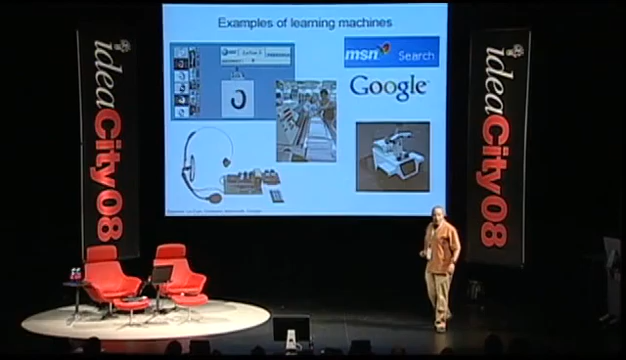 Examples of learning machines
msn Search
Google
ideaCity08
ideaCity08